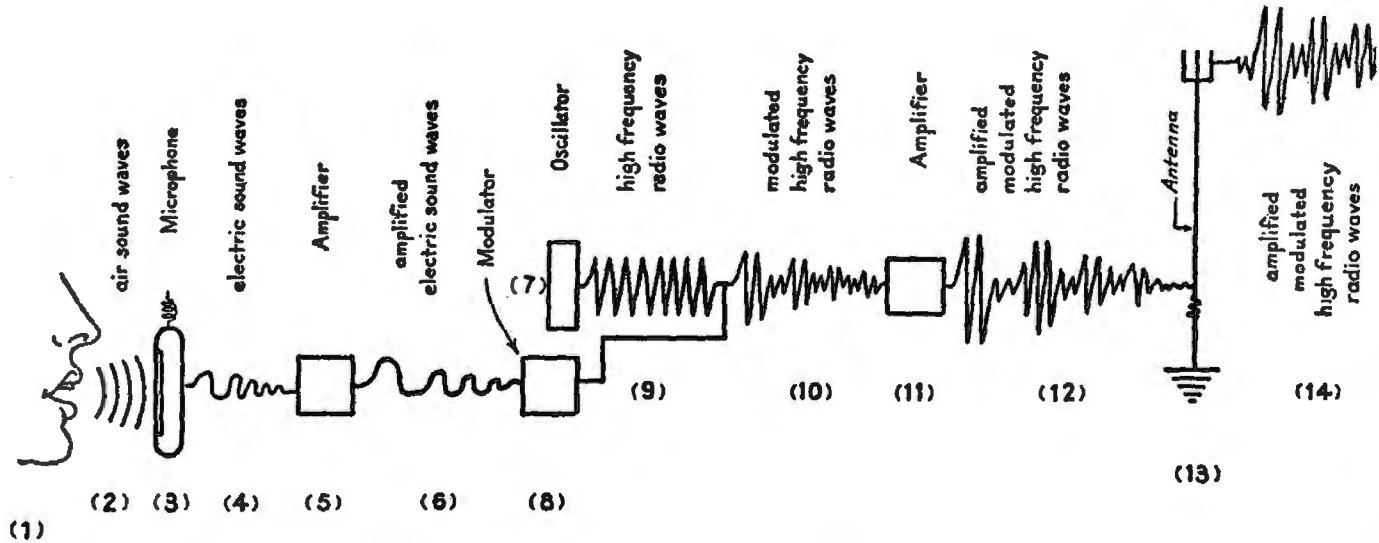 air sound waves
Microphone
electric sound waves
Amplifier
amplified
electric sound waves
Modulator
Oscillator
high frequency
radio waves
modulated
high frequency
radio waves
Amplifier
amplified
modulated
high frequency
radio waves
Antenna
amplified
modulated
high frequency
radio waves
(7)
(9)
(10)
(11)
(12)
(14)
(13)
(2)
(3)
(4)
(5)
(6)
(8)
(1)